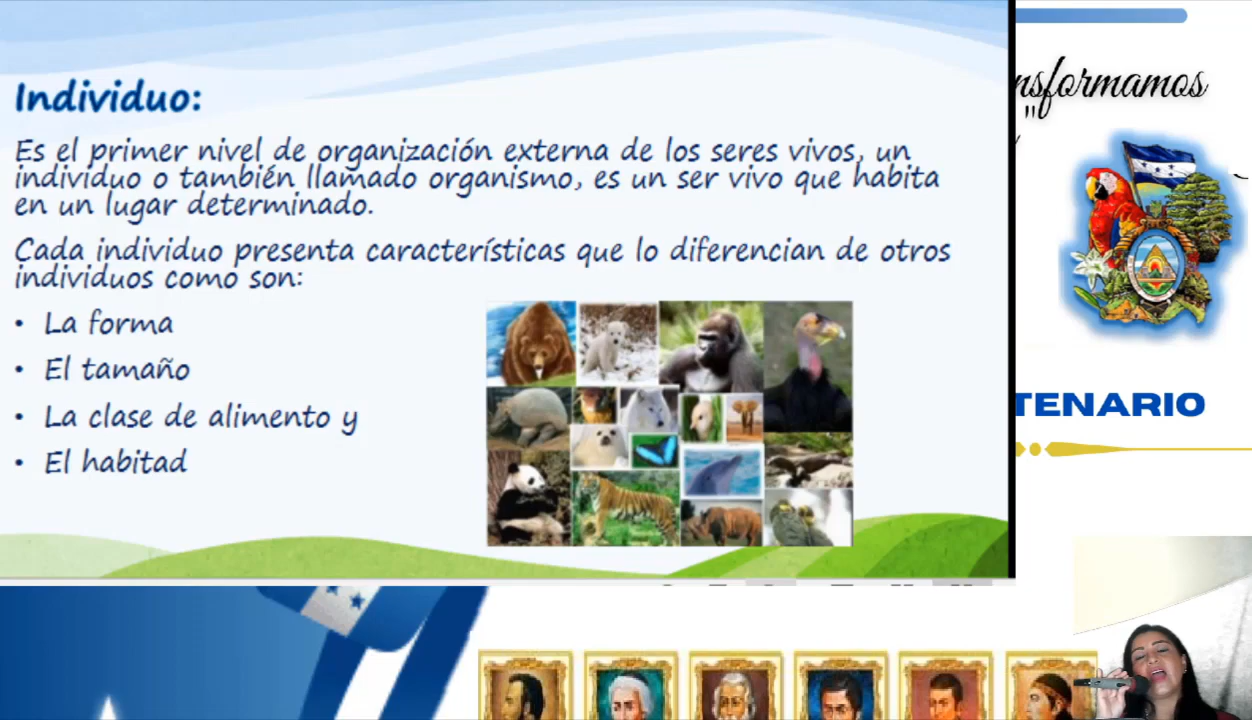 Individuo:
Es el primer nivel de organización externa de los seres vivos, un
individuo o también llamado organismo, es un ser vivo que habita
en un lugar determinado.
Cada individuo presenta características que lo diferencian de otros
individuos como son:
• La forma
• El tamaño
• La clase de alimento y
• El habitad
nsformamos
"
TENARIO